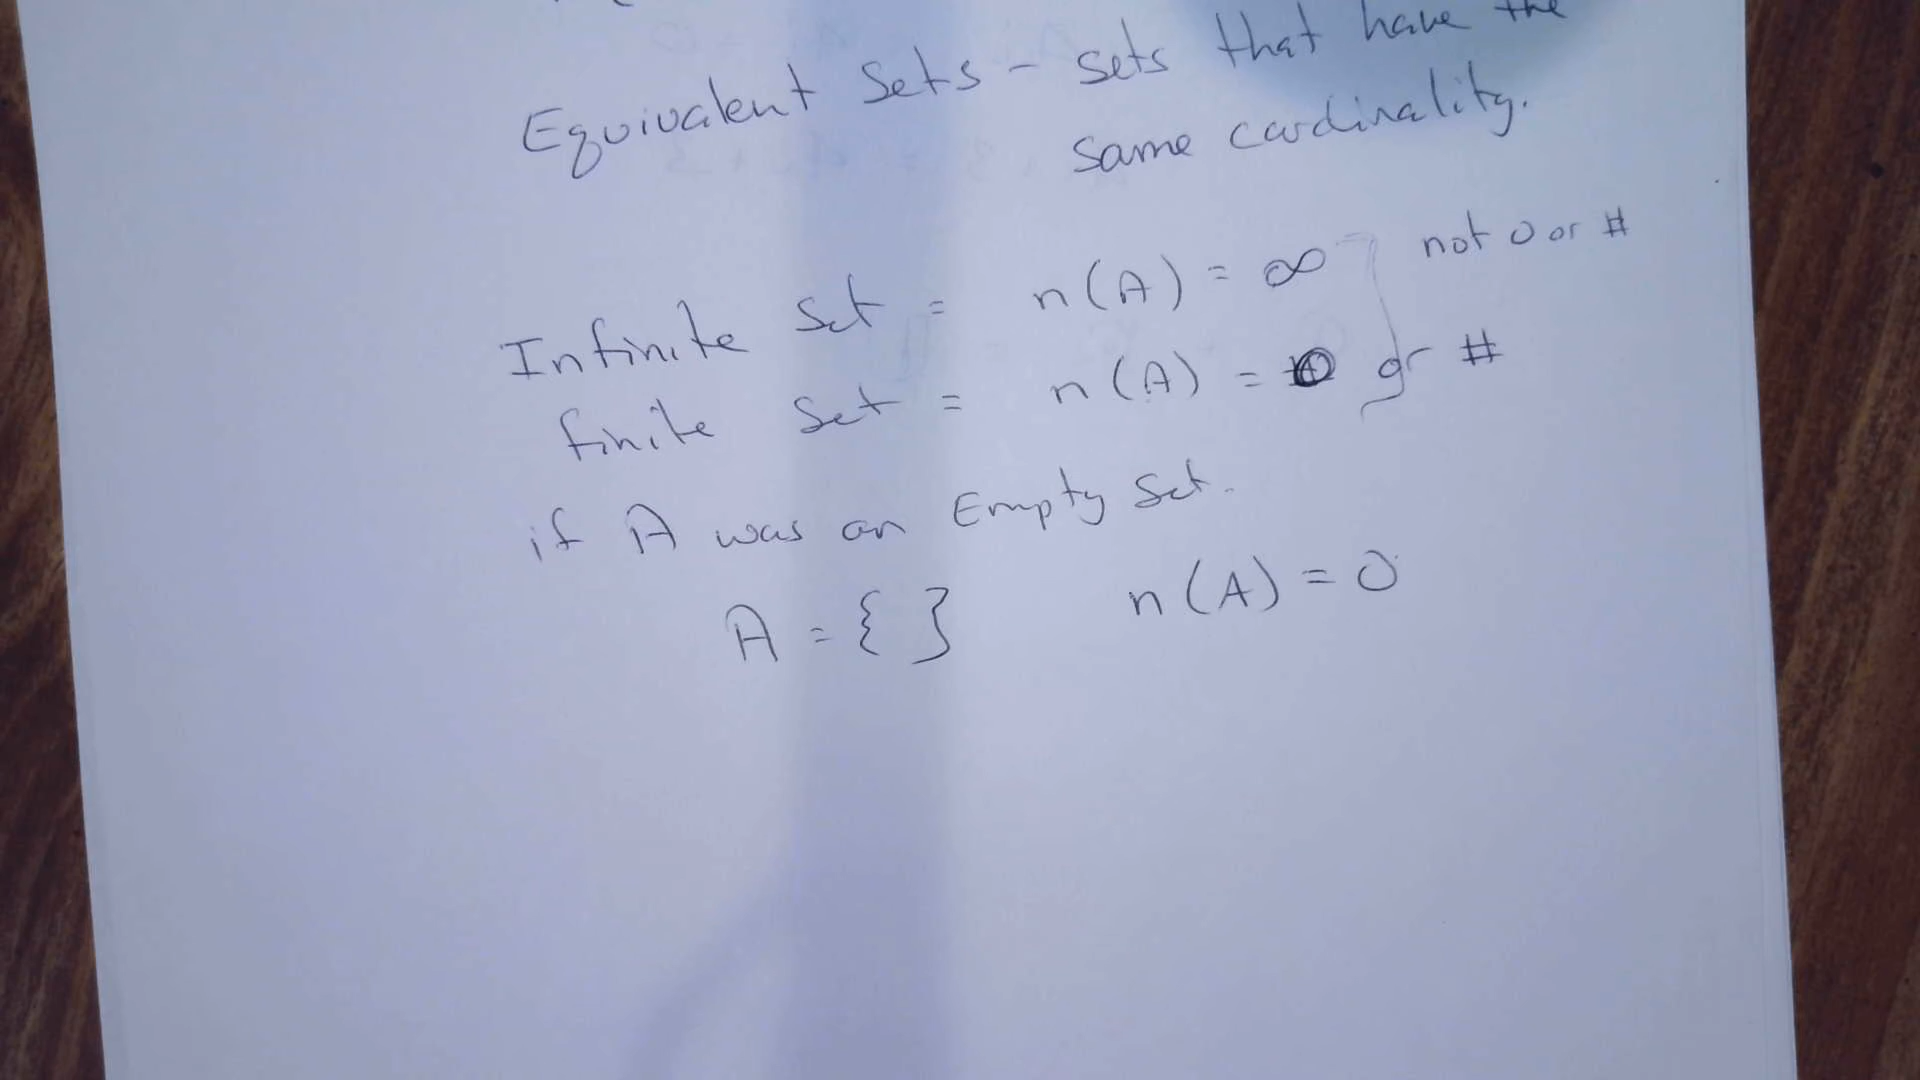 Equivalent Sets - sets that have the
same cardinality.
Infinite Set = n(A) = ∞ not 0 or #
finite Set = n(A) = 0 or #
if A was an Empty Set.
A = { } n(A) = 0